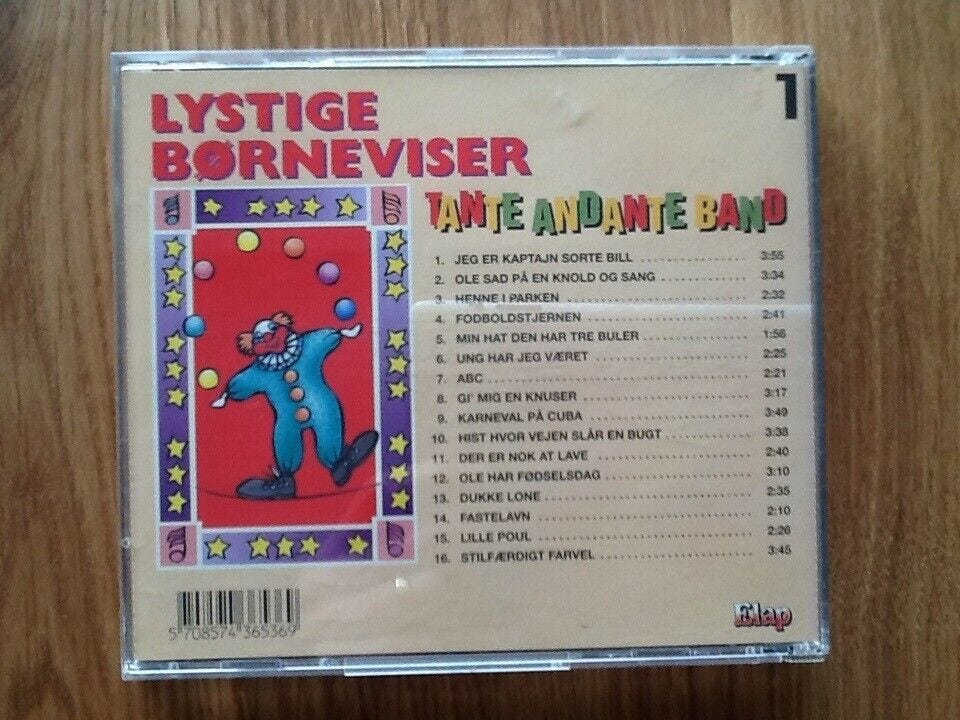 1
LYSTIGE
BØRNEVISER
TANTE ANDANTE BAND
1. JEG ER KAPTAJN SORTE BILL 3:55
2. OLE SAD PÅ EN KNOLD OG SANG 3:34
3. HENNE I PARKEN 2:32
4. FODBOLDSTJERNEN 2:41
5. MIN HAT DEN HAR TRE BULER 1:56
6. UNG HAR JEG VÆRET 2:25
7. ABC 2:21
8. GI' MIG EN KNUSER 3:17
9. KARNEVAL PÅ CUBA 3:49
10. HIST HVOR VEJEN SLÅR EN BUGT 3:38
11. DER ER NOK AT LAVE 2:40
12. OLE HAR FØDSELSDAG 3:10
13. DUKKE LONE 2:35
14. FASTELAVN 2:10
15. LILLE POUL 2:26
16. STILFÆRDIGT FARVEL 3:45
5 708574 365369
Elap